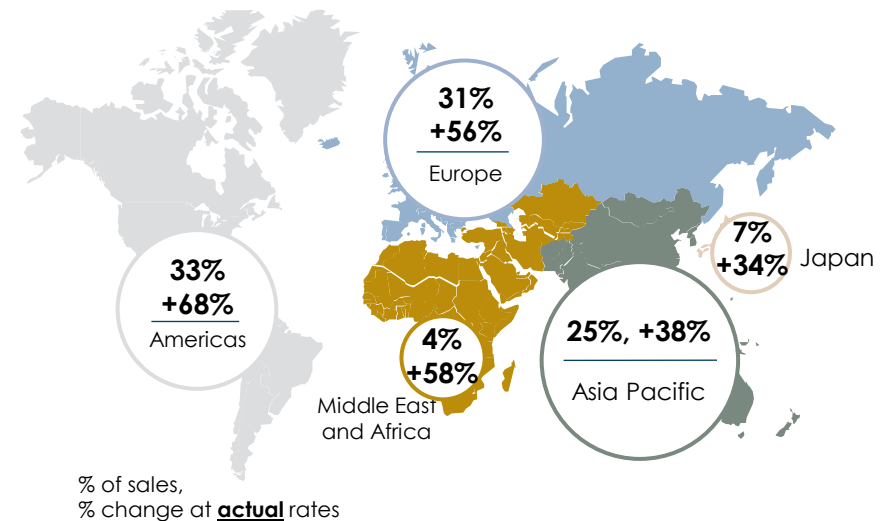 31%
+56%
Europe
33%
+68%
Americas
7%
+34%
Japan
4%
+58%
Middle East
and Africa
25%, +38%
Asia Pacific
% of sales,
% change at actual rates